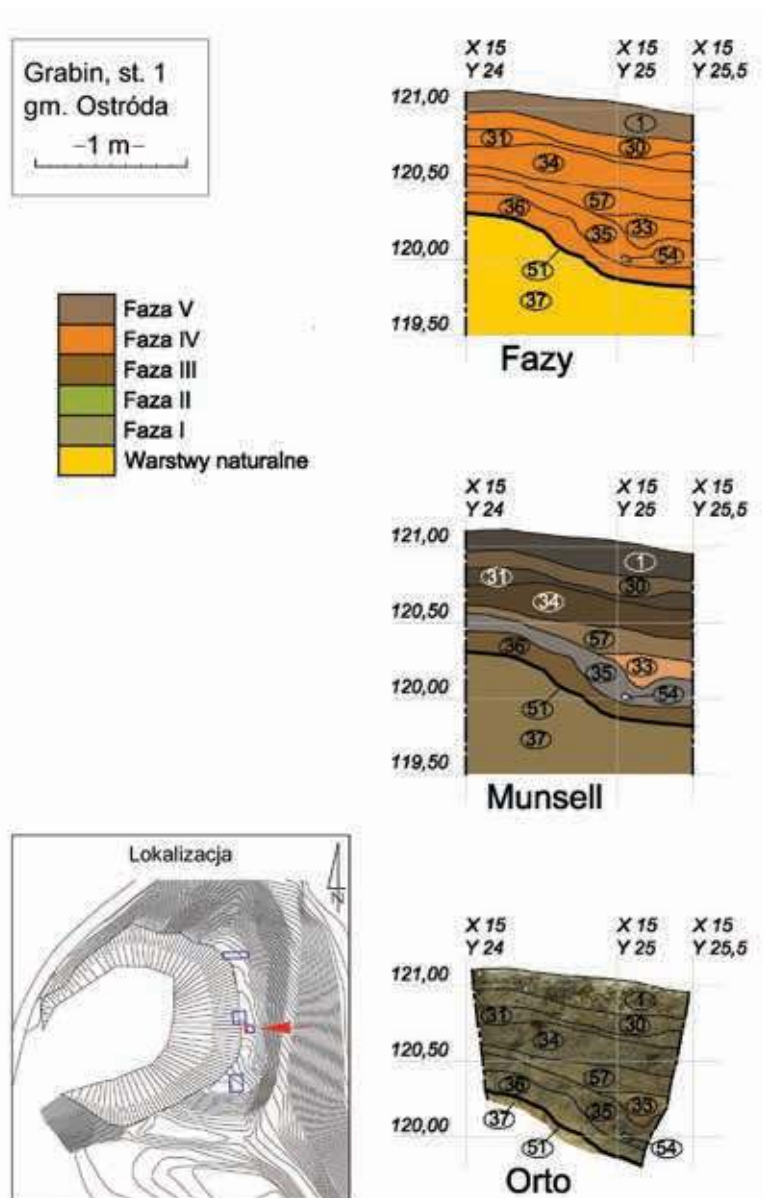 Grabin, st. 1
gm. Ostróda
-1 m-
Faza V
Faza IV
Faza III
Faza II
Faza I
Warstwy naturalne
X 15 X 15 X 15
Y 24 Y 25 Y 25,5
121,00
1
31 30
120,50
34
57
36 35 33
120,00
54
51
37
119,50
Fazy
X 15 X 15 X 15
Y 24 Y 25 Y 25,5
121,00
1
31 30
120,50
34
57
36 35 33
120,00
54
51
37
119,50
Munsell
Lokalizacja
N
X 15 X 15 X 15
Y 24 Y 25 Y 25,5
121,00
1
31 30
120,50
34
57
36 35 33
37
120,00
51 54
Orto